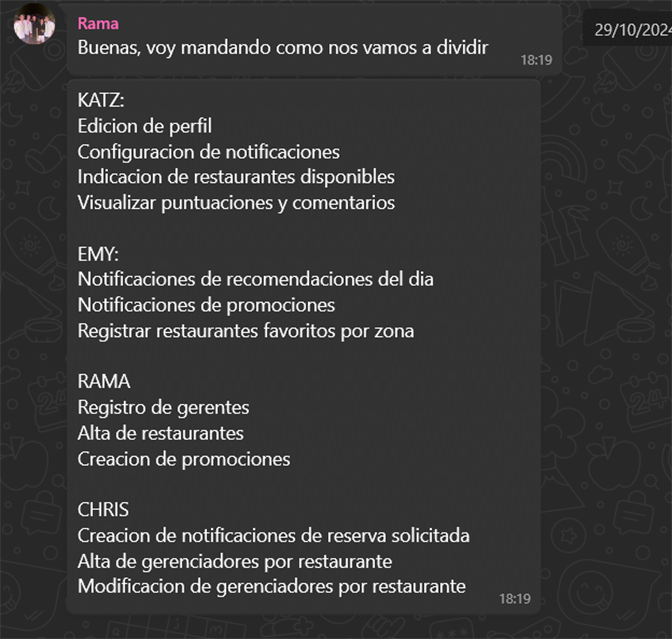 Rama
29/10/2024
Buenas, voy mandando como nos vamos a dividir
18:19
KATZ:
Edicion de perfil
Configuracion de notificaciones
Indicacion de restaurantes disponibles
Visualizar puntuaciones y comentarios
EMY:
Notificaciones de recomendaciones del dia
Notificaciones de promociones
Registrar restaurantes favoritos por zona
RAMA
Registro de gerentes
Alta de restaurantes
Creacion de promociones
CHRIS
Creacion de notificaciones de reserva solicitada
Alta de gerenciadores por restaurante
Modificacion de gerenciadores por restaurante
18:19